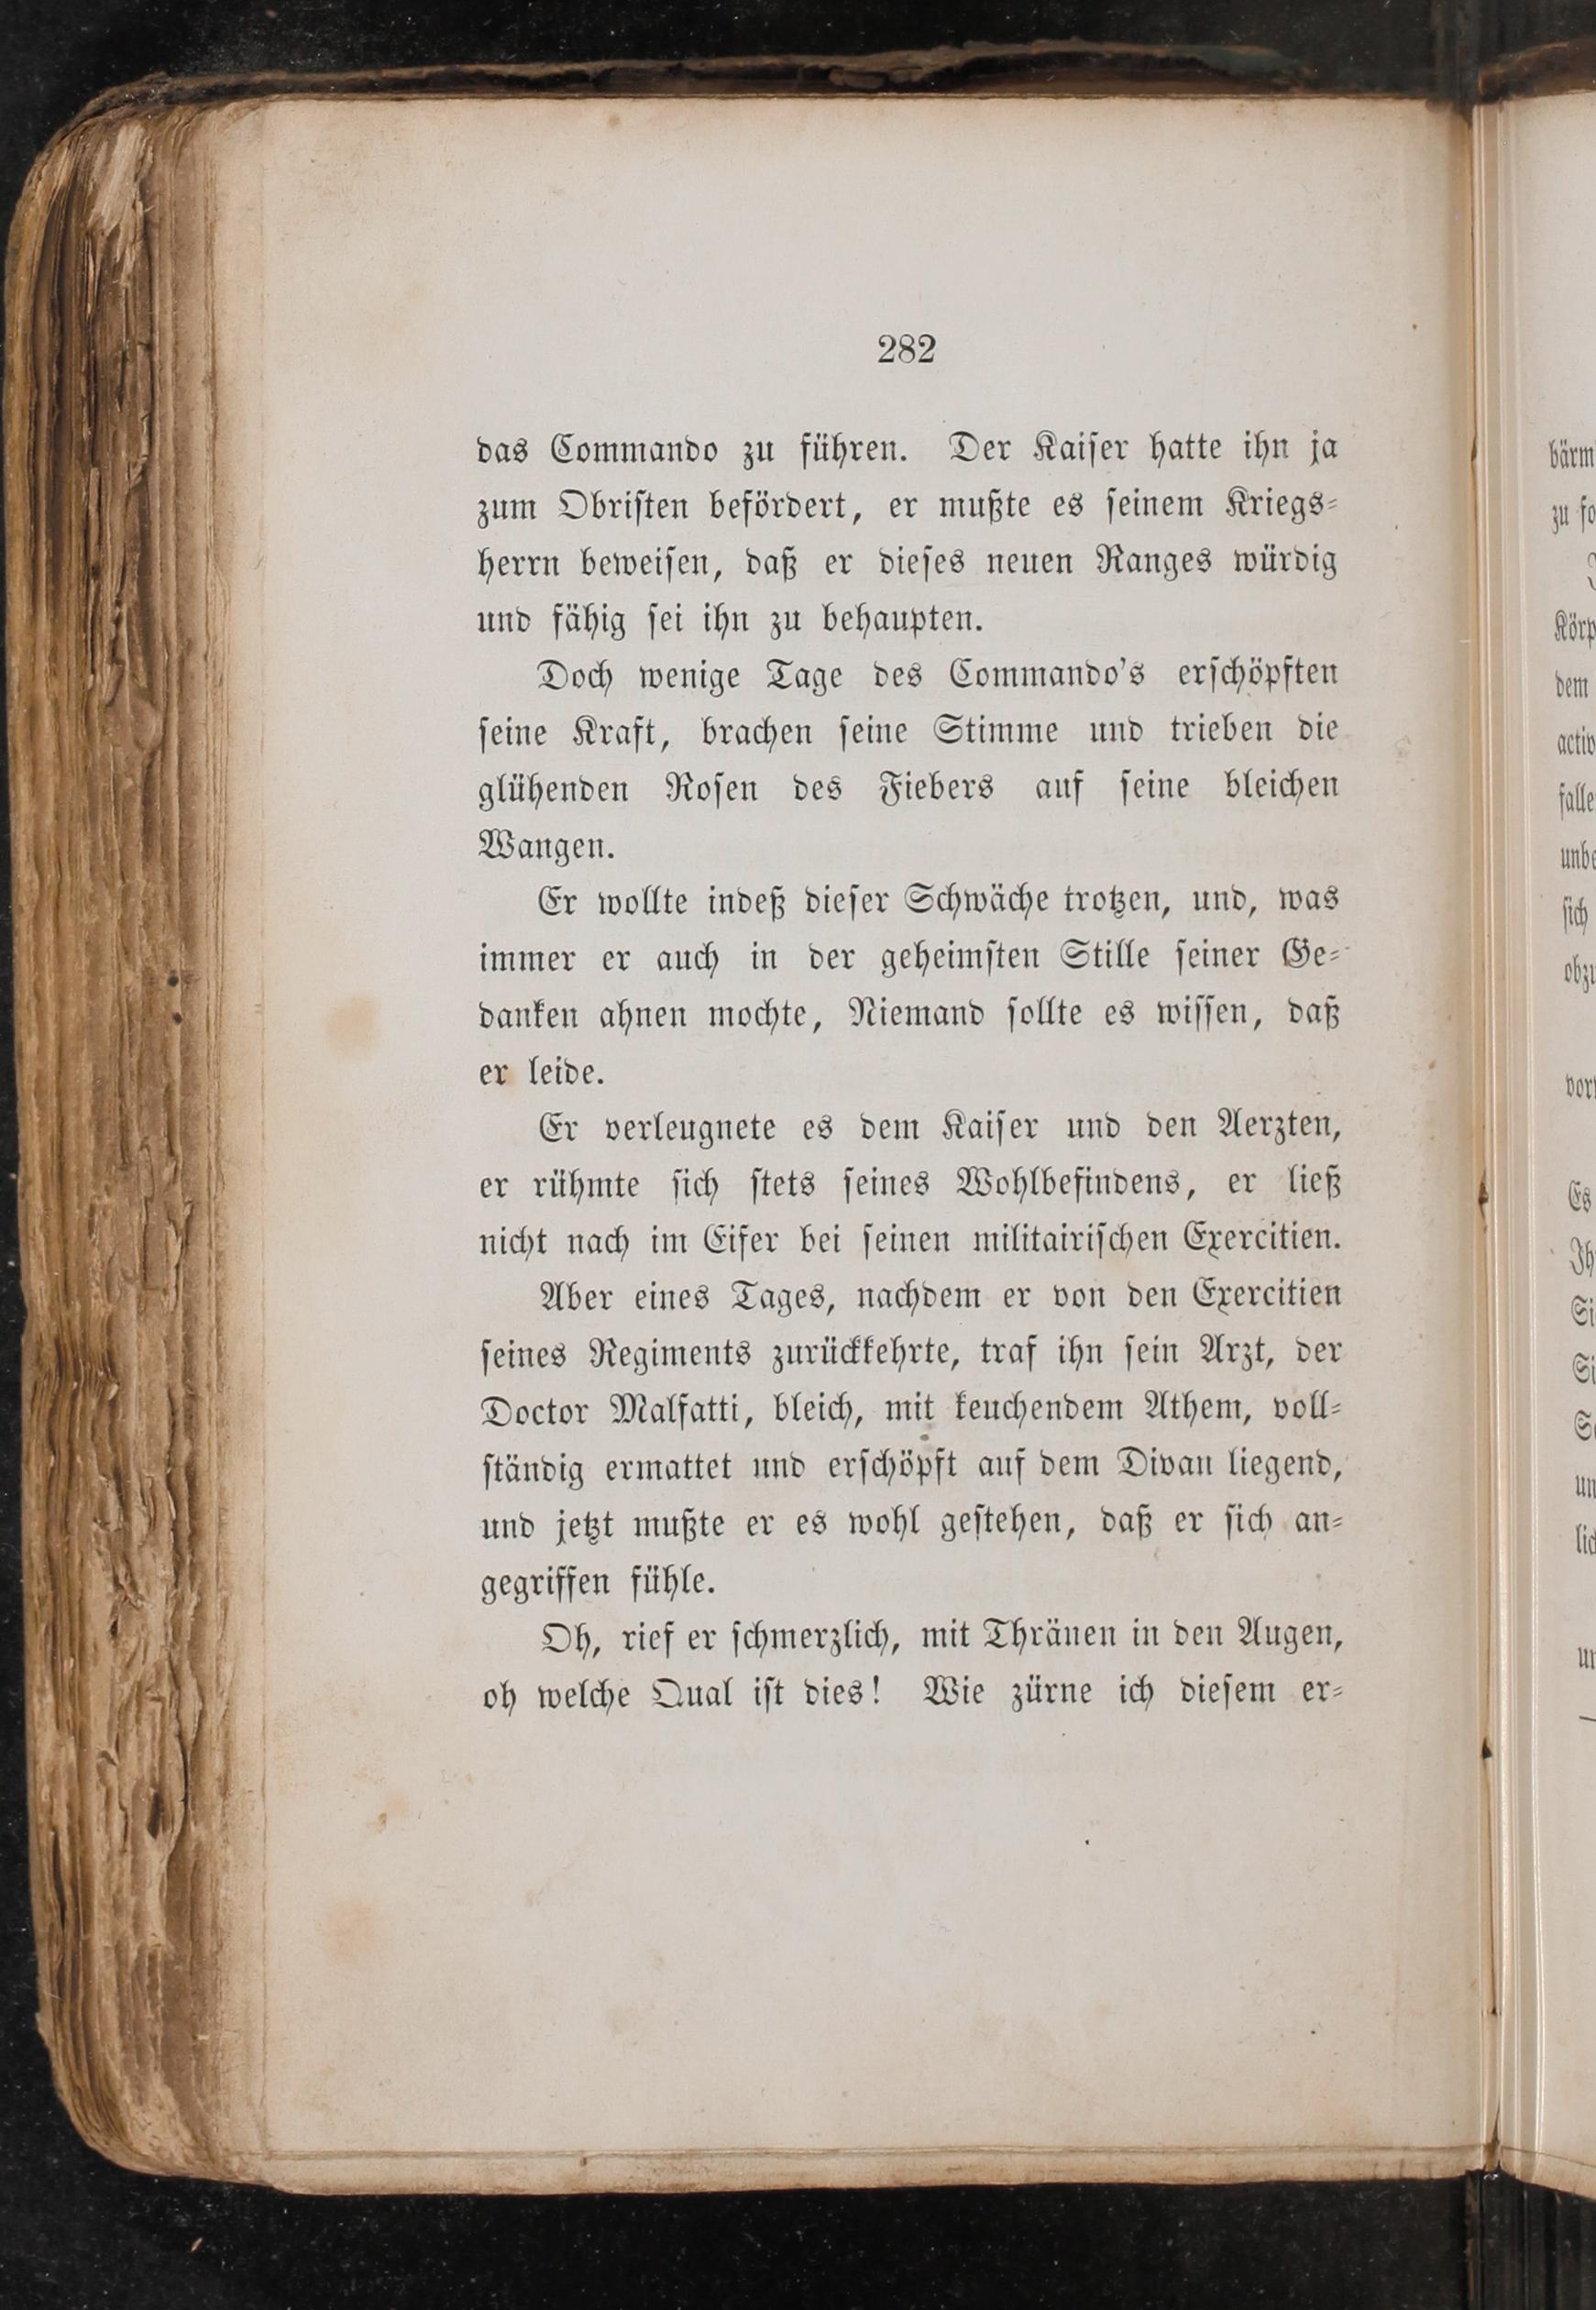 282
das Commando zu führen. Der Kaiser hatte ihn ja
zum Obristen befördert, er mußte es seinem Kriegs-
herrn beweisen, daß er dieses neuen Ranges würdig
und fähig sei ihn zu behaupten.
Doch wenige Tage des Commando's erschöpften
seine Kraft, brachen seine Stimme und trieben die
glühenden Rosen des Fiebers auf seine bleichen
Wangen.
Er wollte indeß dieser Schwäche trotzen, und, was
immer er auch in der geheimsten Stille seiner Ge-
danken ahnen mochte, Niemand sollte es wissen, daß
er leide.
Er verleugnete es dem Kaiser und den Aerzten,
er rühmte sich stets seines Wohlbefindens, er ließ
nicht nach im Eifer bei seinen militairischen Exercitien.
Aber eines Tages, nachdem er von den Exercitien
seines Regiments zurückkehrte, traf ihn sein Arzt, der
Doctor Malfatti, bleich, mit keuchendem Athem, voll-
ständig ermattet und erschöpft auf dem Divan liegend,
und jetzt mußte er es wohl gestehen, daß er sich an-
gegriffen fühle.
Oh, rief er schmerzlich, mit Thränen in den Augen,
oh welche Qual ist dies! Wie zürne ich diesem er-